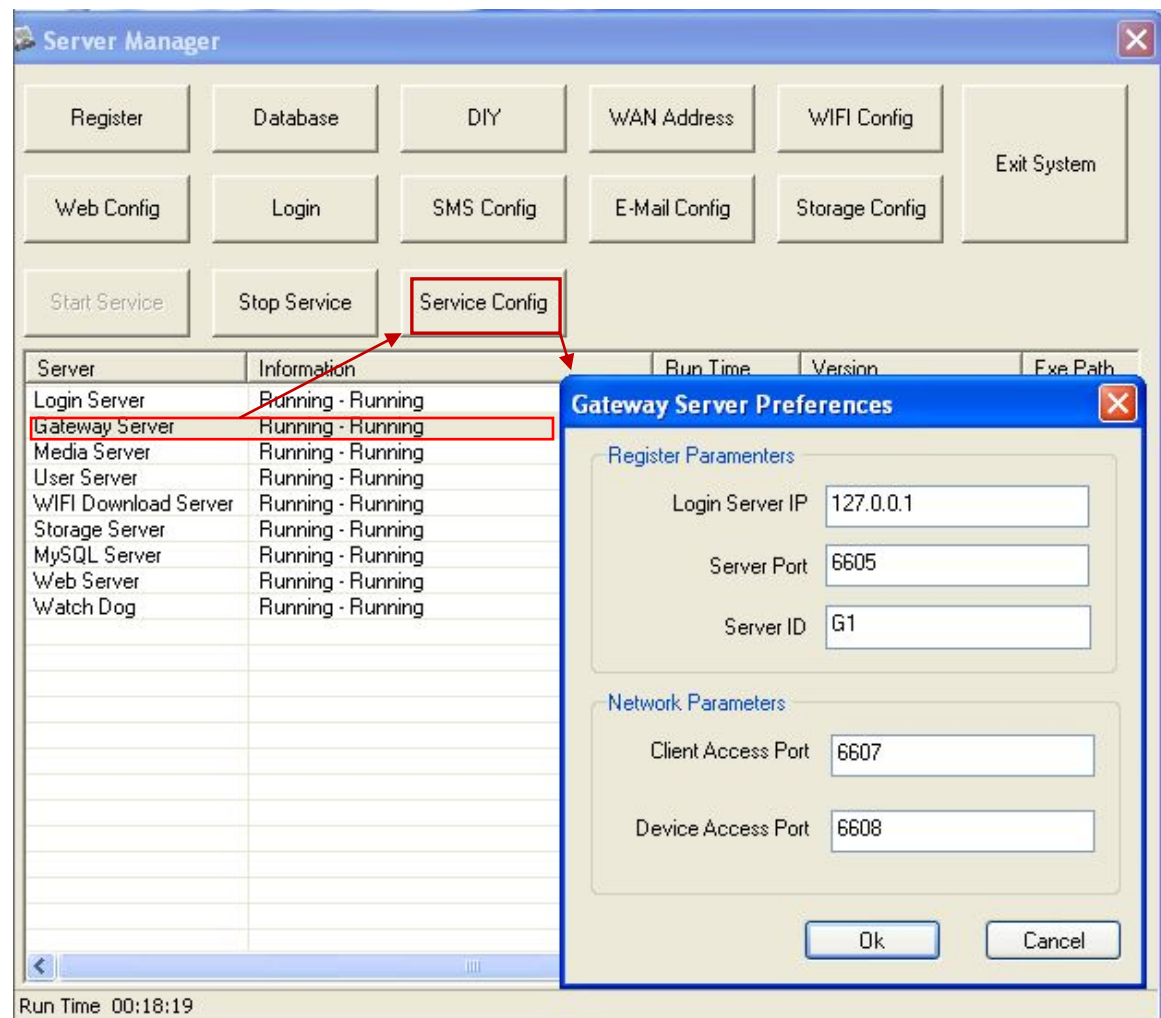 Server Manager
Register Database DIY WAN Address WIFI Config
Exit System
Web Config Login SMS Config E-Mail Config Storage Config
Start Service Stop Service Service Config
Server Information Run Time Version Exe Path
Login Server Running - Running
Gateway Server Running - Running
Media Server Running - Running
User Server Running - Running
WIFI Download Server Running - Running
Storage Server Running - Running
MySQL Server Running - Running
Web Server Running - Running
Watch Dog Running - Running
Gateway Server Preferences
Register Paramenters
Login Server IP 127.0.0.1
Server Port 6605
Server ID G1
Network Parameters
Client Access Port 6607
Device Access Port 6608
Ok Cancel
Run Time 00:18:19